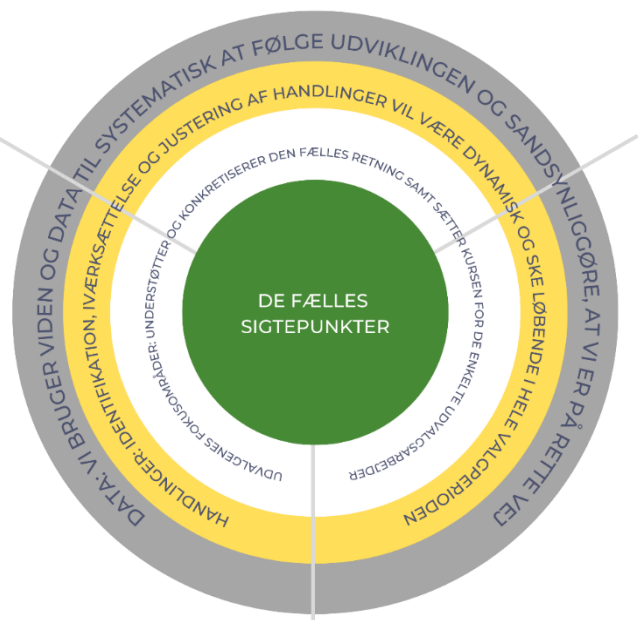 DATA: VI BRUGER VIDEN OG DATA TIL SYSTEMATISK AT FØLGE UDVIKLINGEN OG SANDSYNLIGGØRE, AT VI ER PÅ RETTE VEJ
HANDLINGER: IDENTIFIKATION, IVÆRKSÆTTELSE OG JUSTERING AF HANDLINGER VIL VÆRE DYNAMISK OG SKE LØBENDE I HELE VALGPERIODEN
UDVALGENES FOKUSOMRÅDER: UNDERSTØTTER OG KONKRETISERER DEN FÆLLES RETNING SAMT SÆTTER KURSEN FOR DE ENKELTE UDVALGSARBEJDER
DE FÆLLES
SIGTEPUNKTER